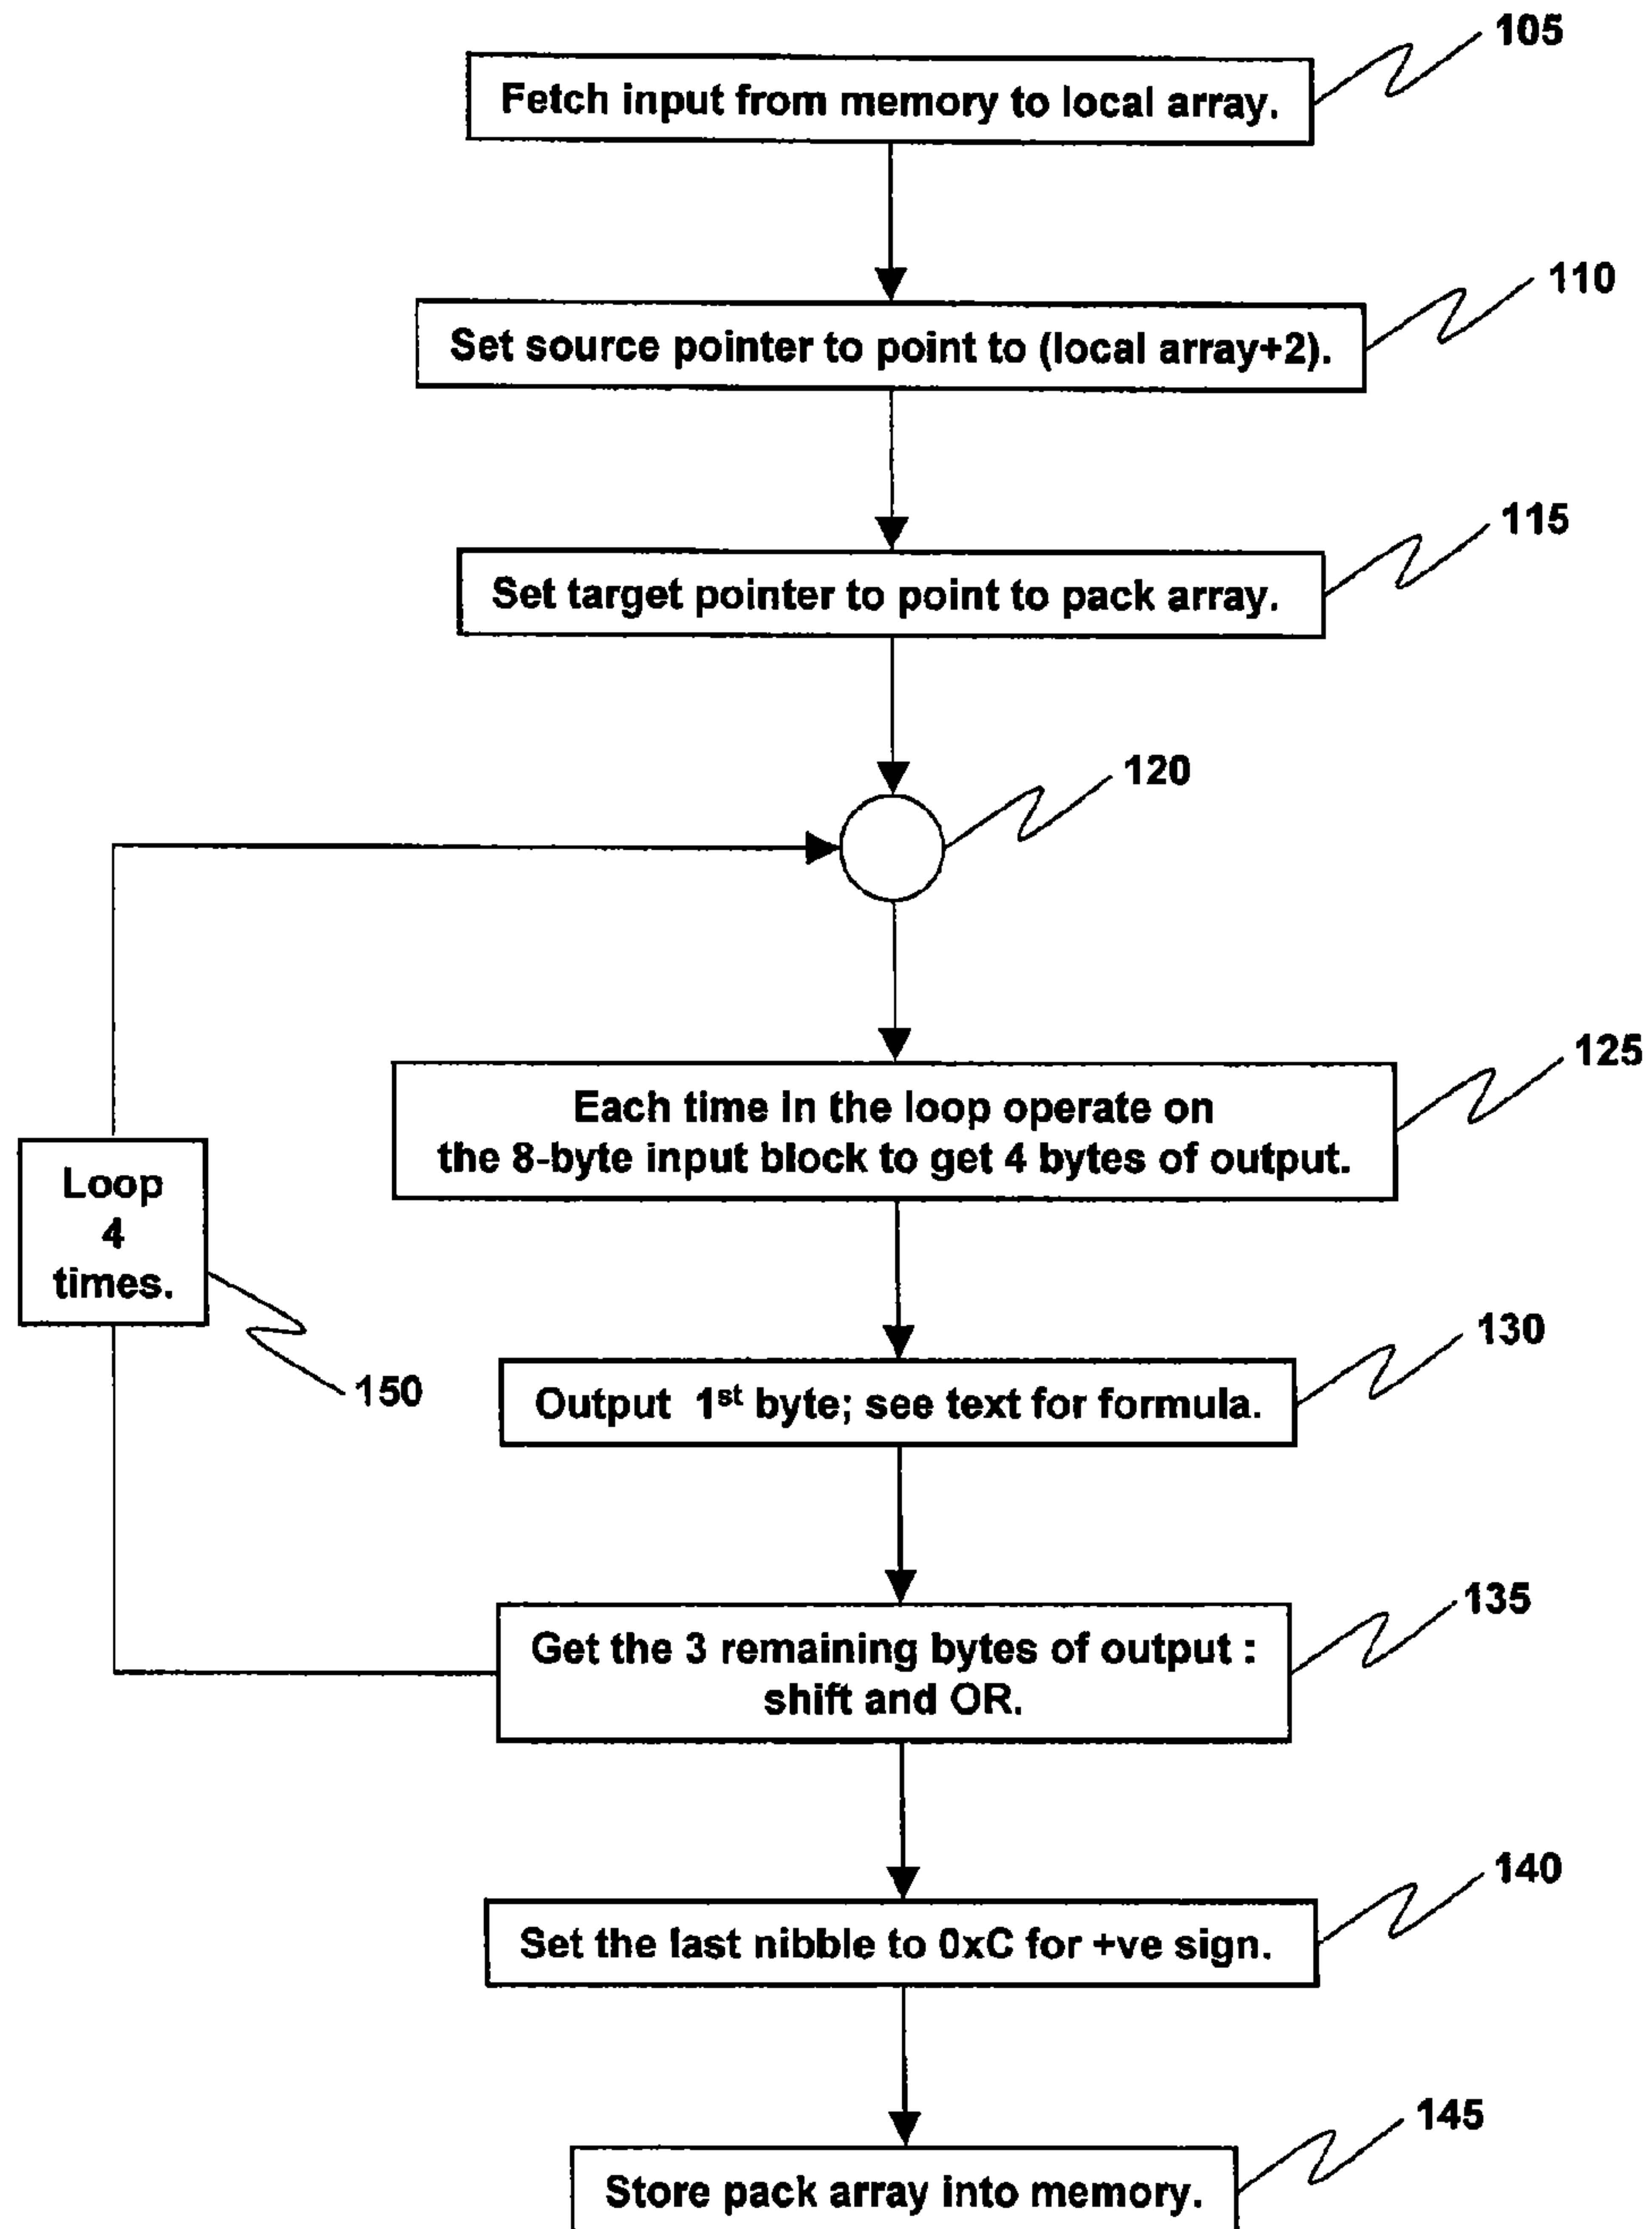 105
Fetch input from memory to local array.
110
Set source pointer to point to (local array+2).
115
Set target pointer to point to pack array.
120
125
Each time in the loop operate on
the 8-byte input block to get 4 bytes of output.
Loop
4
times.
150
130
Output 1st byte; see text for formula.
135
Get the 3 remaining bytes of output :
shift and OR.
140
Set the last nibble to 0xC for +ve sign.
145
Store pack array into memory.